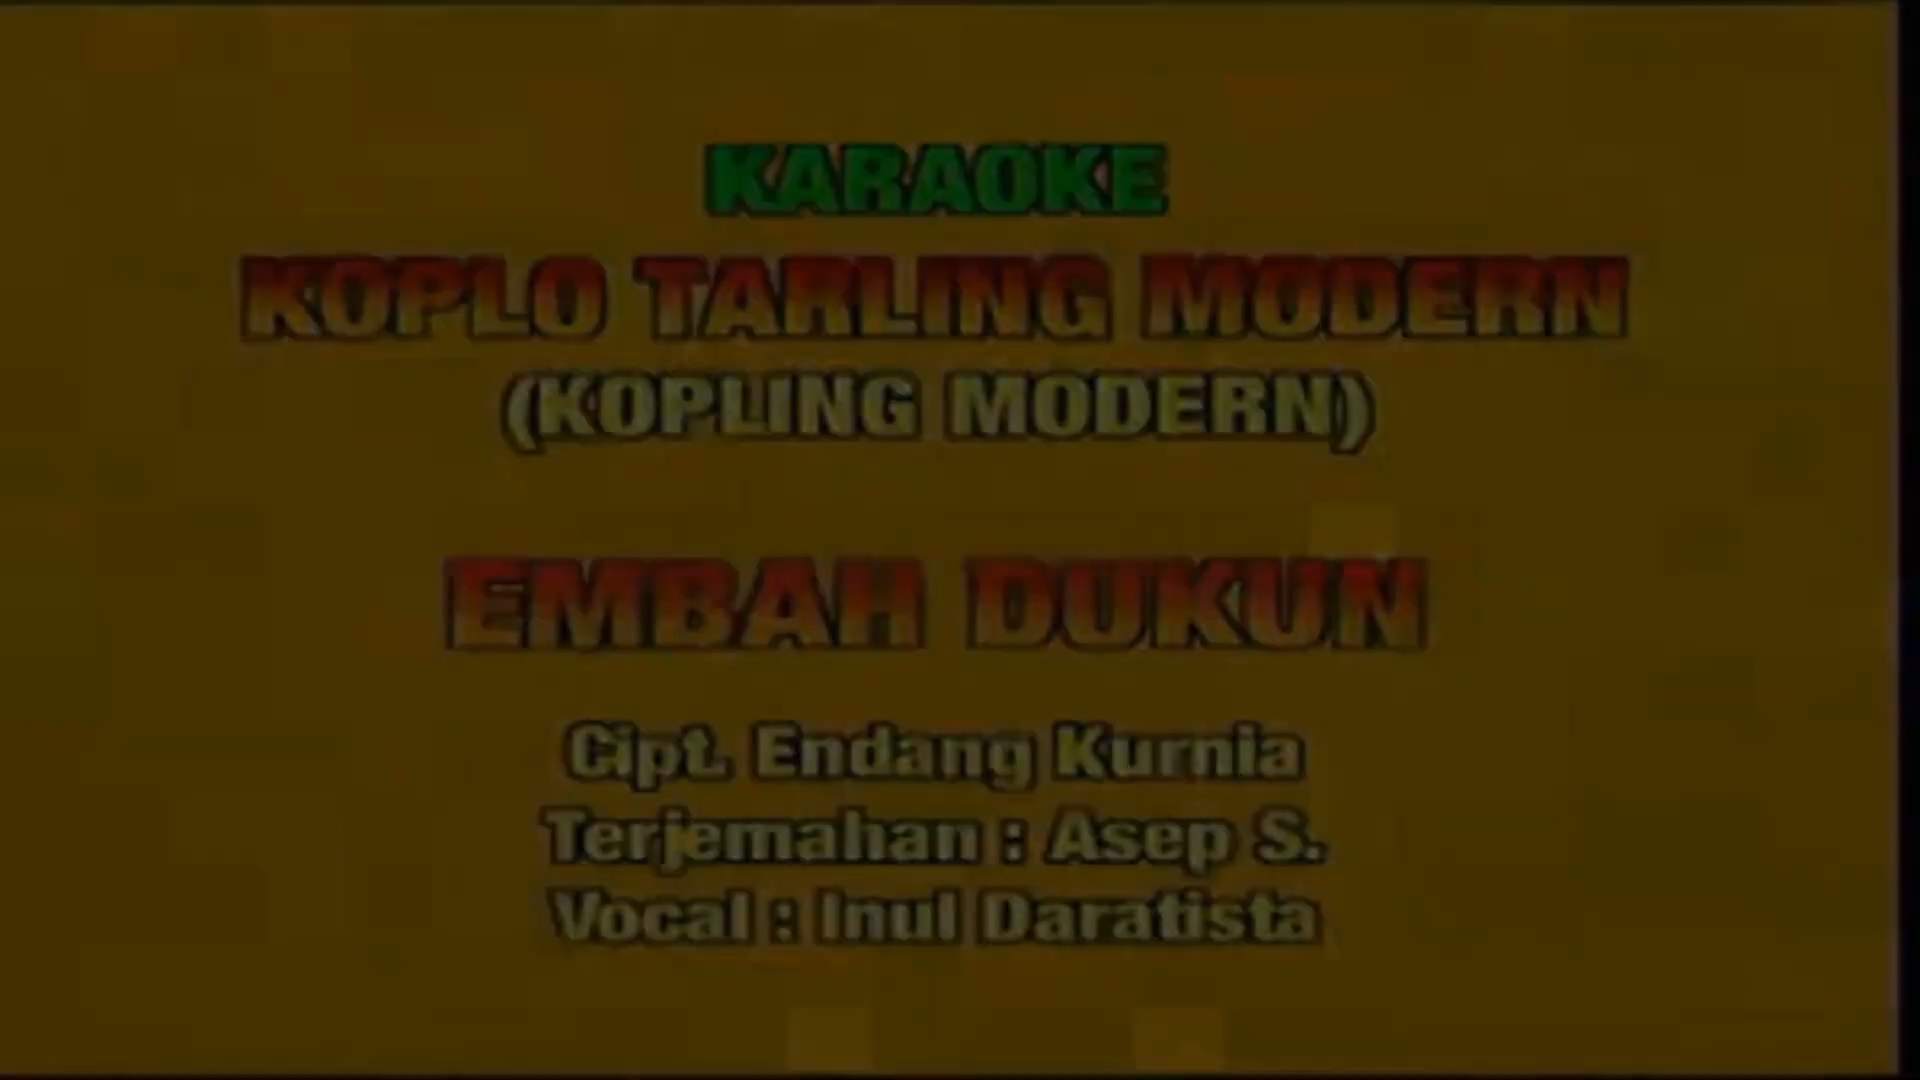 KARAOKE
KOPLO TARLING MODERN
(KOPLING MODERN)
EMBAH DUKUN
Cipt. Endang Kurnia
Terjemahan : Asep S.
Vocal : Inul Daratista